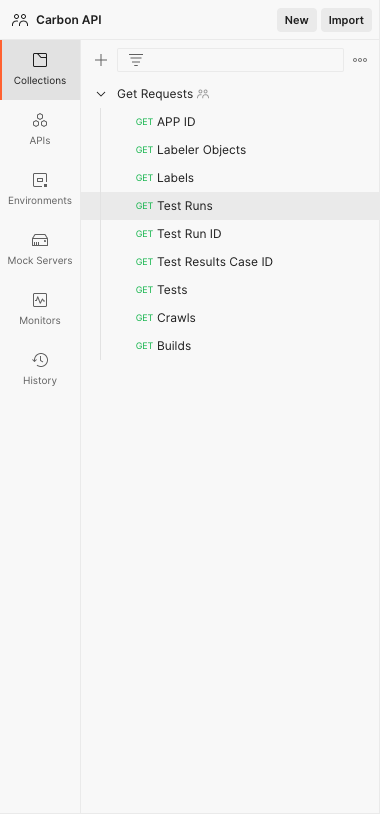 Carbon API
New
Import
Collections
APIs
Environments
Mock Servers
Monitors
History
Get Requests
GET APP ID
GET Labeler Objects
GET Labels
GET Test Runs
GET Test Run ID
GET Test Results Case ID
GET Tests
GET Crawls
GET Builds